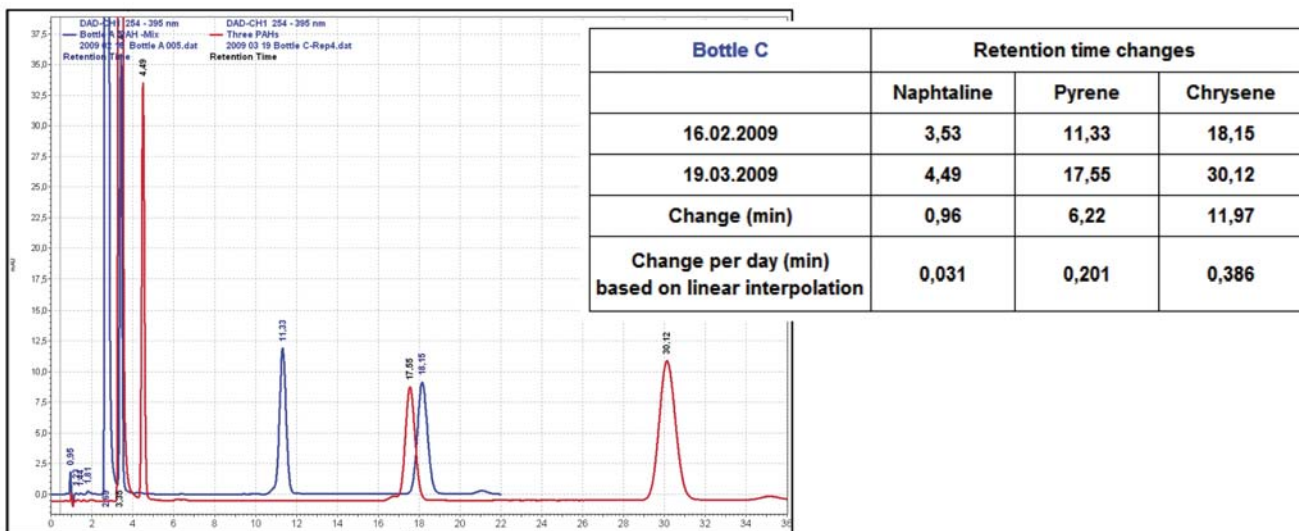 DAD-CH1 254 - 395 nm
Bottle A PAH -Mix
Bottle A 005.dat
Retention Time
DAD-CH1 254 - 395 nm
Three PAHs
2009 03 19 Bottle C-Rep4.dat
Retention Time
37,5
35,0
32,5
30,0
27,5
25,0
22,5
20,0
17,5
15,0
12,5
10,0
7,5
5,0
2,5
0,0
mAU
0,95
1,81
3,35
4,49
11,33
17,55
18,15
30,12
0 2 4 6 8 10 12 14 16 18 20 22 24 26 28 30 32 34 36
Bottle C Retention time changes
Naphtaline Pyrene Chrysene
16.02.2009 3,53 11,33 18,15
19.03.2009 4,49 17,55 30,12
Change (min) 0,96 6,22 11,97
Change per day (min)
based on linear interpolation 0,031 0,201 0,386